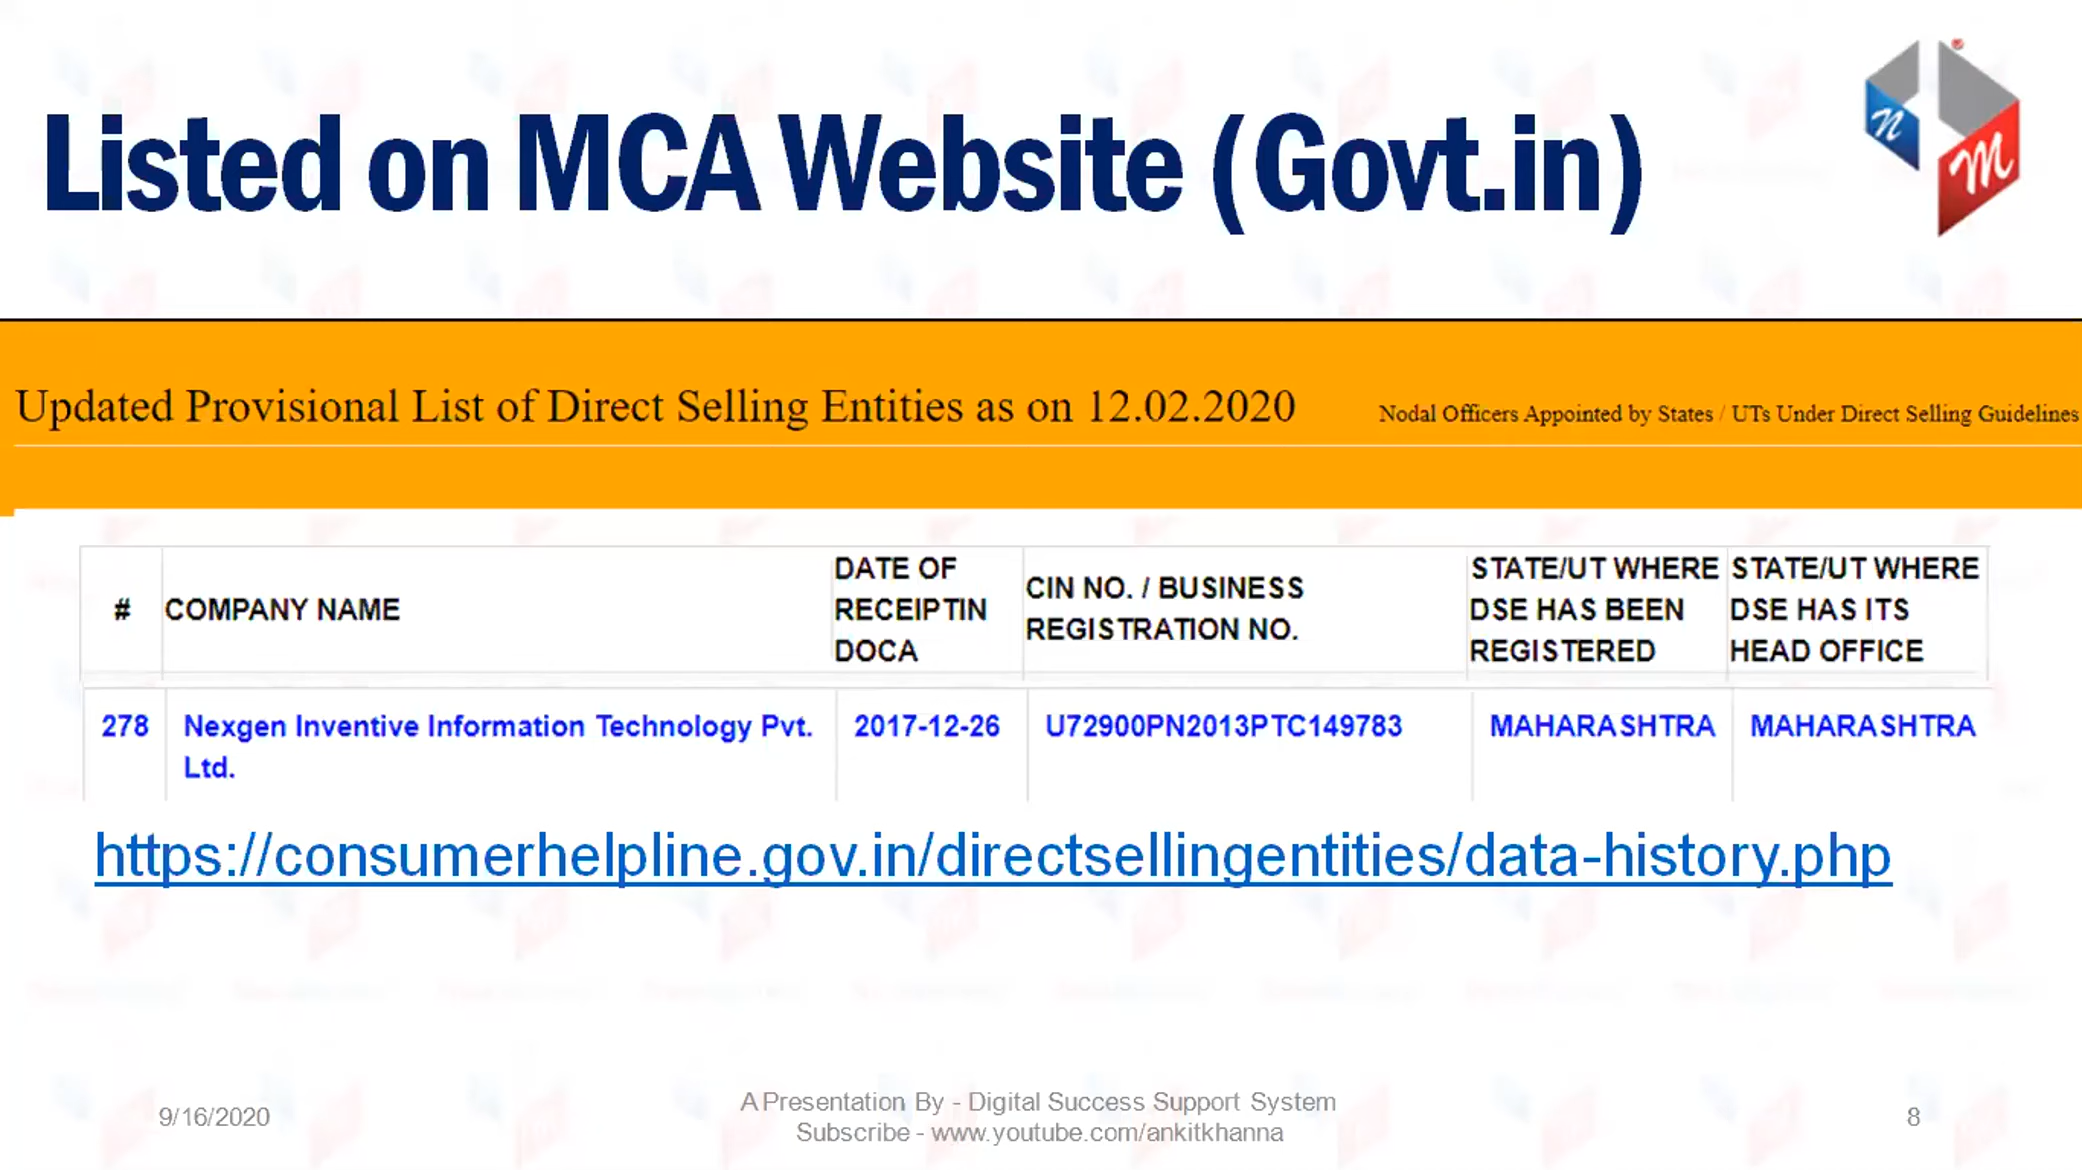 Listed on MCA Website (Govt.in)
n
M
Updated Provisional List of Direct Selling Entities as on 12.02.2020
Nodal Officers Appointed by States / UTs Under Direct Selling Guidelines
#
COMPANY NAME
DATE OF
RECEIPTIN
DOCA
CIN NO. / BUSINESS
REGISTRATION NO.
STATE/UT WHERE
DSE HAS BEEN
REGISTERED
STATE/UT WHERE
DSE HAS ITS
HEAD OFFICE
278
Nexgen Inventive Information Technology Pvt.
Ltd.
2017-12-26
U72900PN2013PTC149783
MAHARASHTRA
MAHARASHTRA
https://consumerhelpline.gov.in/directsellingentities/data-history.php
9/16/2020
A Presentation By - Digital Success Support System
Subscribe - www.youtube.com/ankitkhanna
8